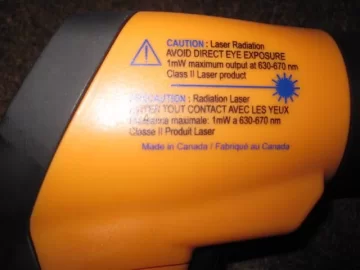 CAUTION : Laser Radiation
AVOID DIRECT EYE EXPOSURE
1mW maximum output at 630-670 nm
Class II Laser product
PRECAUTION : Radiation Laser
TOUT CONTACT AVEC LES YEUX
maximale: 1mW a 630-670 nm
Classe II Produit Laser
Made in Canada / Fabriqué au Canada